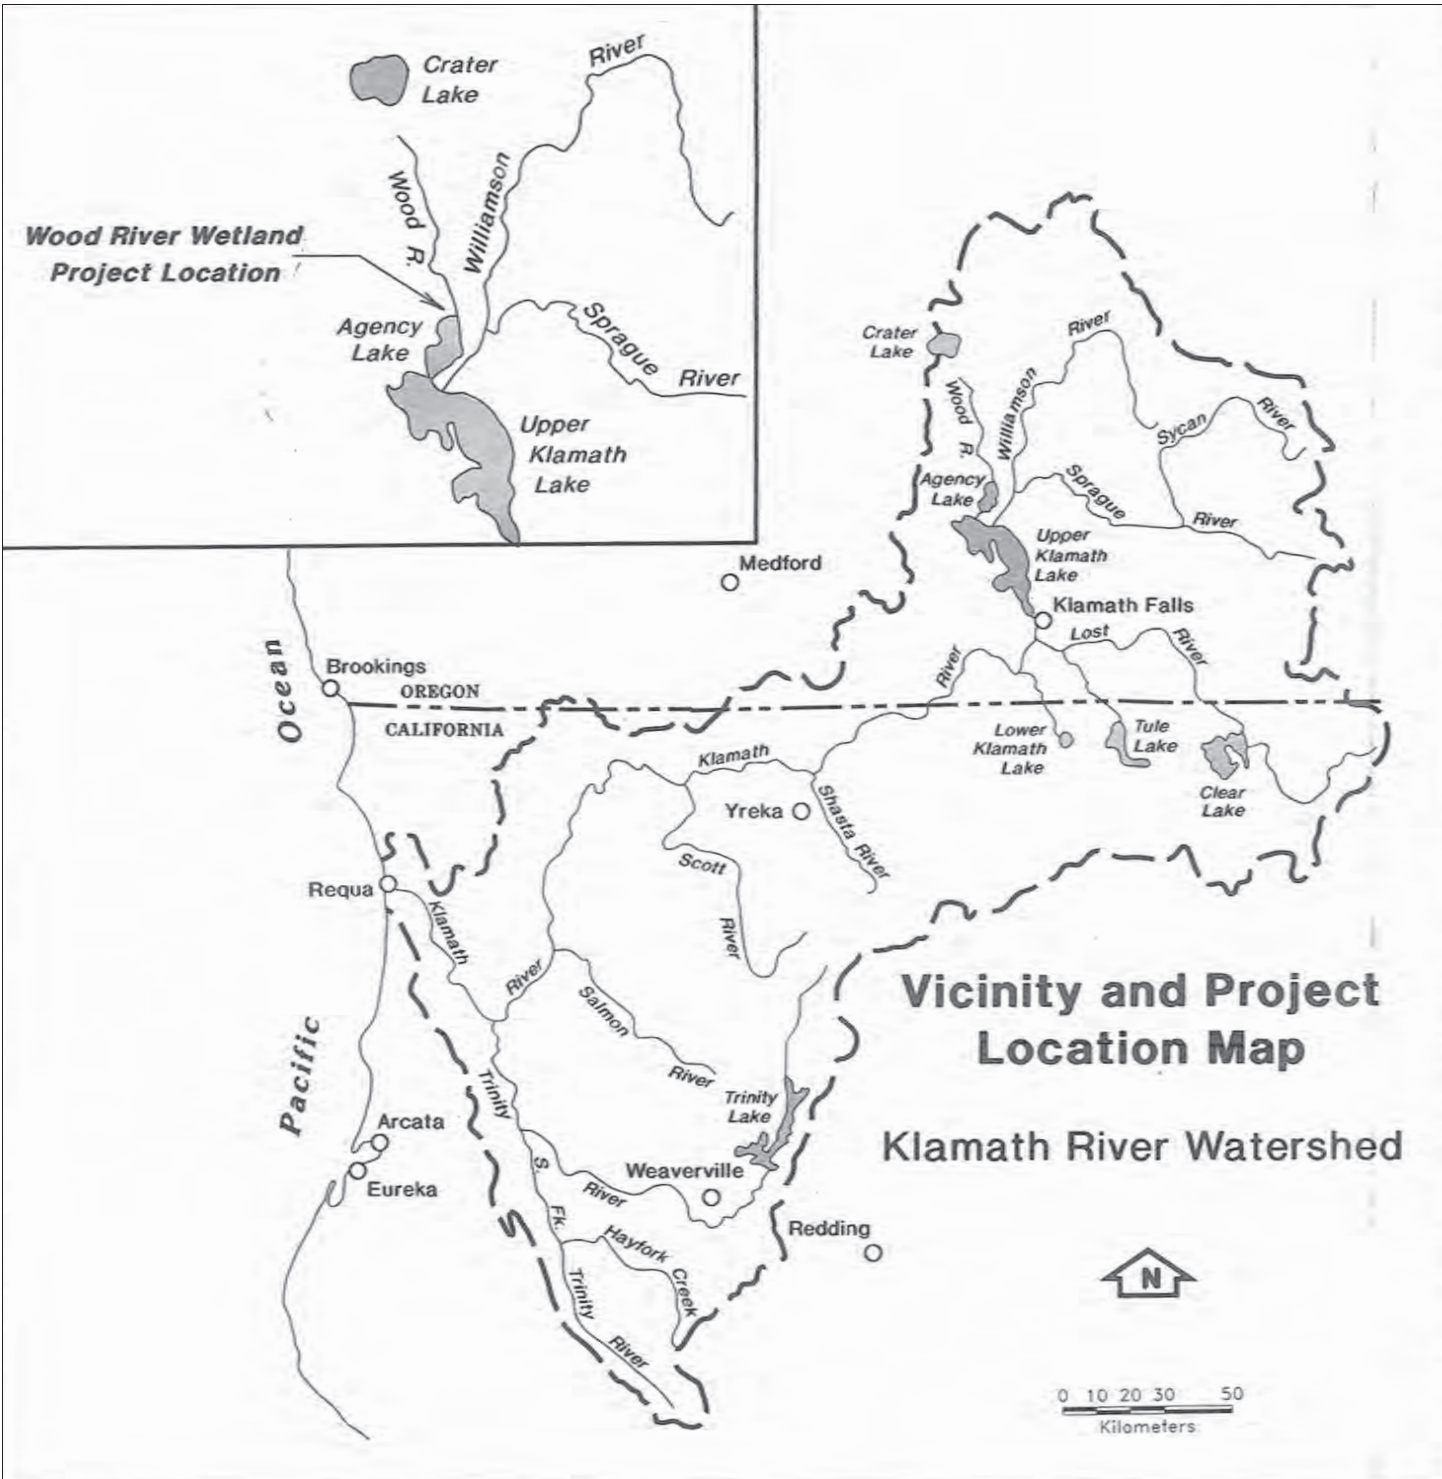 River
Crater
Lake
Wood R.
Williamson
Wood River Wetland
Project Location
Agency
Lake
Sprague
River
Upper
Klamath
Lake
Crater
Lake
River
Wood R.
Williamson
Sycan
River
Agency
Lake
Sprague
River
Upper
Klamath
Lake
Medford
Klamath Falls
Lost
River
River
Ocean
Brookings
OREGON
CALIFORNIA
Lower
Klamath
Lake
Tule
Lake
Clear
Lake
Klamath
Yreka
Shasta River
Scott
River
Requa
Klamath
River
Salmon
River
Vicinity and Project
Location Map
Klamath River Watershed
Pacific
Trinity
Trinity
Lake
Arcata
Eureka
Weaverville
S.
Fk.
River
Hayfork
Creek
Trinity
River
Redding
N
0 10 20 30 50
Kilometers